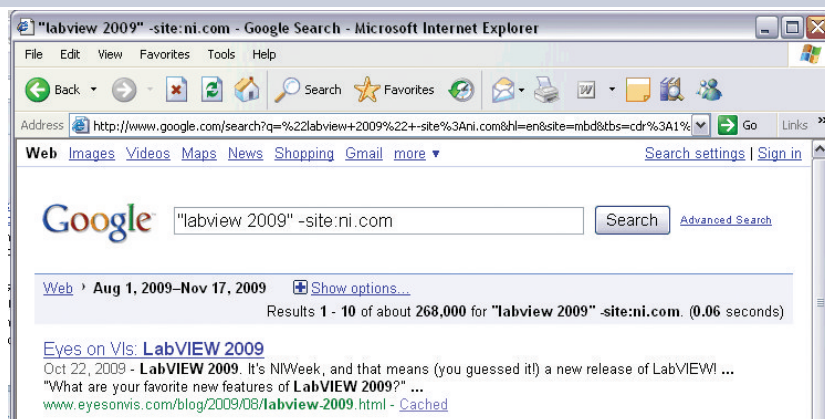 "labview 2009" -site:ni.com - Google Search - Microsoft Internet Explorer
File Edit View Favorites Tools Help
Back Search Favorites
Address http://www.google.com/search?q=%22labview+2009%22+-site%3Ani.com&hl=en&site=mbd&tbs=cdr%3A1% Go Links »
Web Images Videos Maps News Shopping Gmail more ▼ Search settings | Sign in
Google "labview 2009" -site:ni.com Search Advanced Search
Web › Aug 1, 2009–Nov 17, 2009 Show options...
Results 1 - 10 of about 268,000 for "labview 2009" -site:ni.com. (0.06 seconds)
Eyes on VIs: LabVIEW 2009
Oct 22, 2009 - LabVIEW 2009. It's NIWeek, and that means (you guessed it!) a new release of LabVIEW! ...
"What are your favorite new features of LabVIEW 2009?" ...
www.eyesonvis.com/blog/2009/08/labview-2009.html - Cached